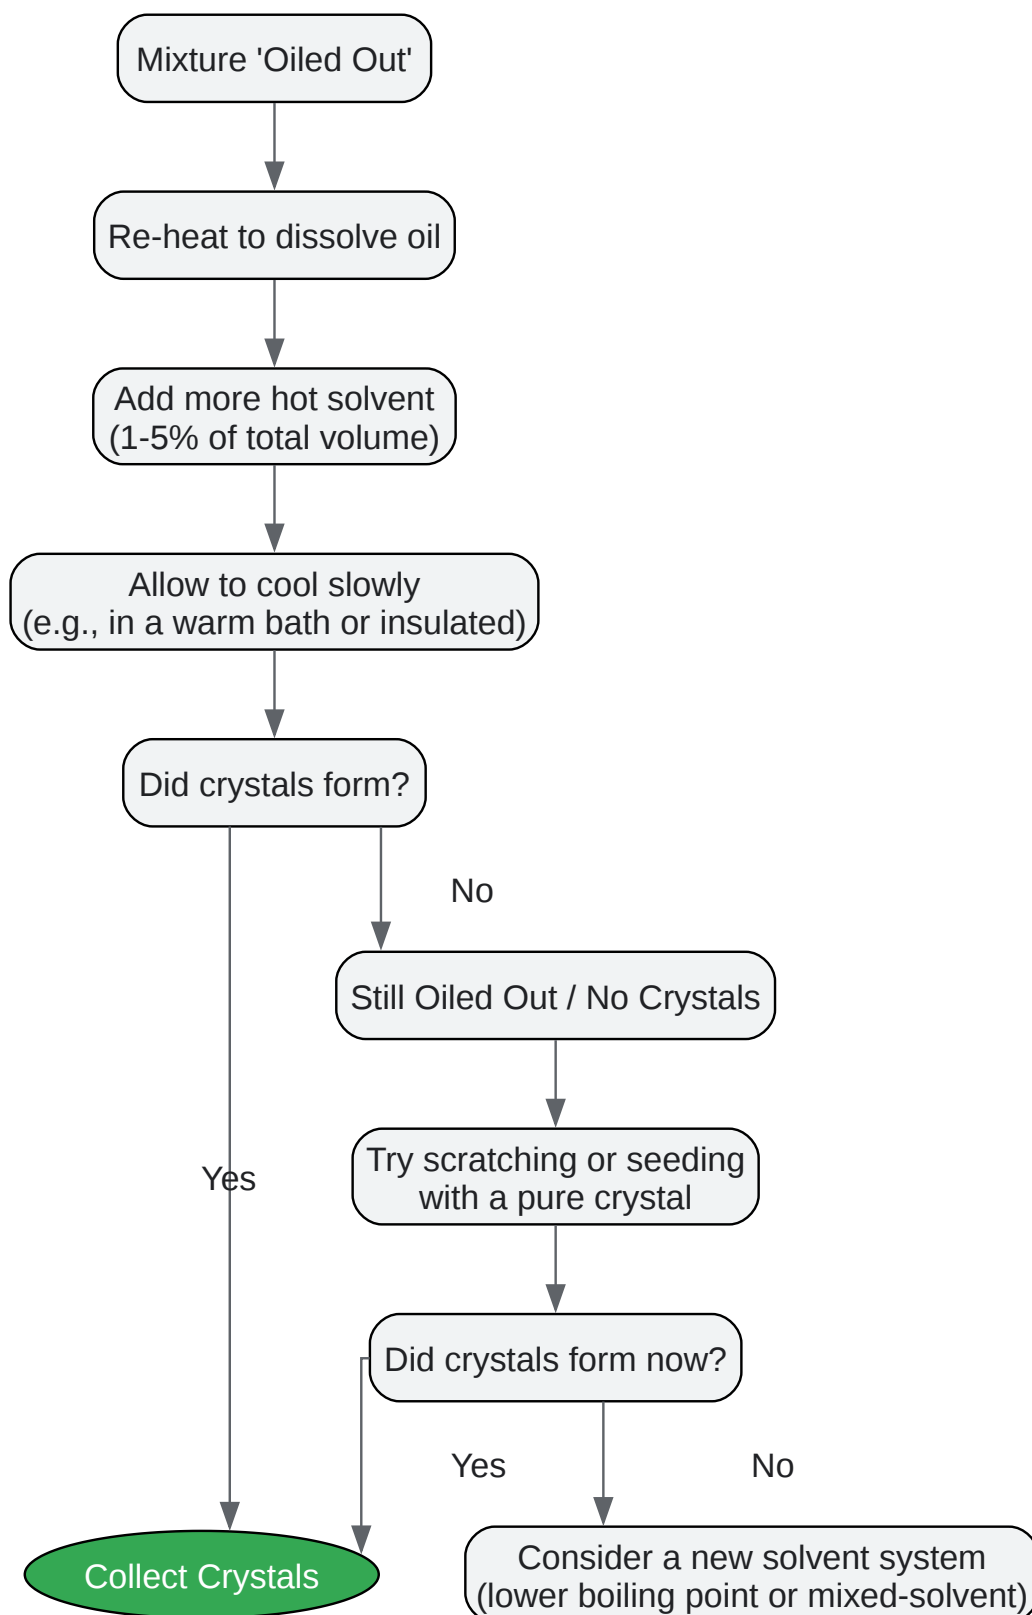 Mixture 'Oiled Out'
Re-heat to dissolve oil
Add more hot solvent
(1-5% of total volume)
Allow to cool slowly
(e.g., in a warm bath or insulated)
Did crystals form?
No
Still Oiled Out / No Crystals
Try scratching or seeding
with a pure crystal
Yes
Did crystals form now?
Yes
No
Collect Crystals
Consider a new solvent system
(lower boiling point or mixed-solvent)